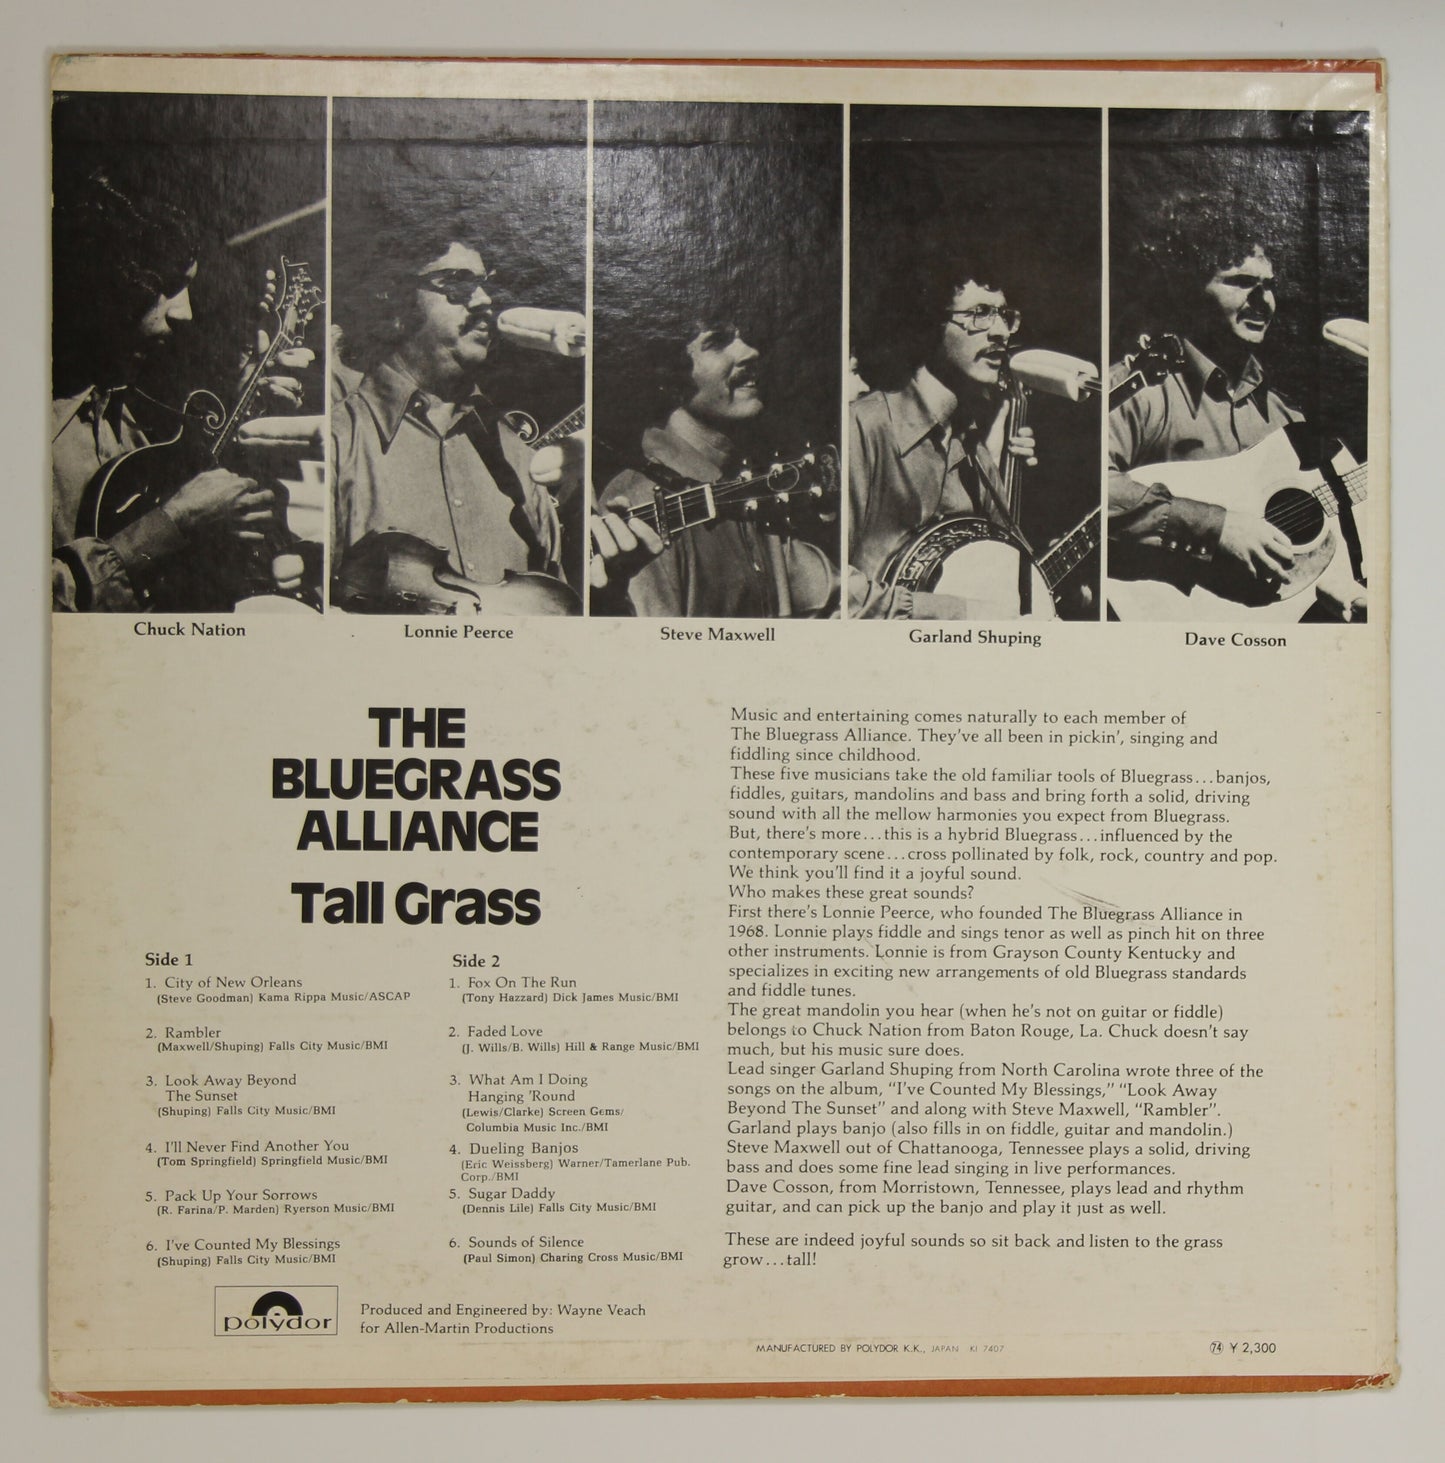 Chuck Nation
Lonnie Peerce
Steve Maxwell
Garland Shuping
Dave Cosson
THE
BLUEGRASS
ALLIANCE
Tall Grass
Side 1
1. City of New Orleans
(Steve Goodman) Kama Rippa Music/ASCAP
2. Rambler
(Maxwell/Shuping) Falls City Music/BMI
3. Look Away Beyond
The Sunset
(Shuping) Falls City Music/BMI
4. I'll Never Find Another You
(Tom Springfield) Springfield Music/BMI
5. Pack Up Your Sorrows
(R. Farina/P. Marden) Ryerson Music/BMI
6. I've Counted My Blessings
(Shuping) Falls City Music/BMI
Side 2
1. Fox On The Run
(Tony Hazzard) Dick James Music/BMI
2. Faded Love
(J. Wills/B. Wills) Hill & Range Music/BMI
3. What Am I Doing
Hanging 'Round
(Lewis/Clarke) Screen Gems/
Columbia Music Inc./BMI
4. Dueling Banjos
(Eric Weissberg) Warner/Tamerlane Pub.
Corp./BMI
5. Sugar Daddy
(Dennis Lile) Falls City Music/BMI
6. Sounds of Silence
(Paul Simon) Charing Cross Music/BMI
Music and entertaining comes naturally to each member of
The Bluegrass Alliance. They've all been in pickin', singing and
fiddling since childhood.
These five musicians take the old familiar tools of Bluegrass...banjos,
fiddles, guitars, mandolins and bass and bring forth a solid, driving
sound with all the mellow harmonies you expect from Bluegrass.
But, there's more...this is a hybrid Bluegrass...influenced by the
contemporary scene...cross pollinated by folk, rock, country and pop.
We think you'll find it a joyful sound.
Who makes these great sounds?
First there's Lonnie Peerce, who founded The Bluegrass Alliance in
1968. Lonnie plays fiddle and sings tenor as well as pinch hit on three
other instruments. Lonnie is from Grayson County Kentucky and
specializes in exciting new arrangements of old Bluegrass standards
and fiddle tunes.
The great mandolin you hear (when he's not on guitar or fiddle)
belongs to Chuck Nation from Baton Rouge, La. Chuck doesn't say
much, but his music sure does.
Lead singer Garland Shuping from North Carolina wrote three of the
songs on the album, "I've Counted My Blessings," "Look Away
Beyond The Sunset" and along with Steve Maxwell, "Rambler".
Garland plays banjo (also fills in on fiddle, guitar and mandolin.)
Steve Maxwell out of Chattanooga, Tennessee plays a solid, driving
bass and does some fine lead singing in live performances.
Dave Cosson, from Morristown, Tennessee, plays lead and rhythm
guitar, and can pick up the banjo and play it just as well.
These are indeed joyful sounds so sit back and listen to the grass
grow...tall!
polydor
Produced and Engineered by: Wayne Veach
for Allen-Martin Productions
MANUFACTURED BY POLYDOR K.K., JAPAN KI 7407
㊹ ¥ 2,300